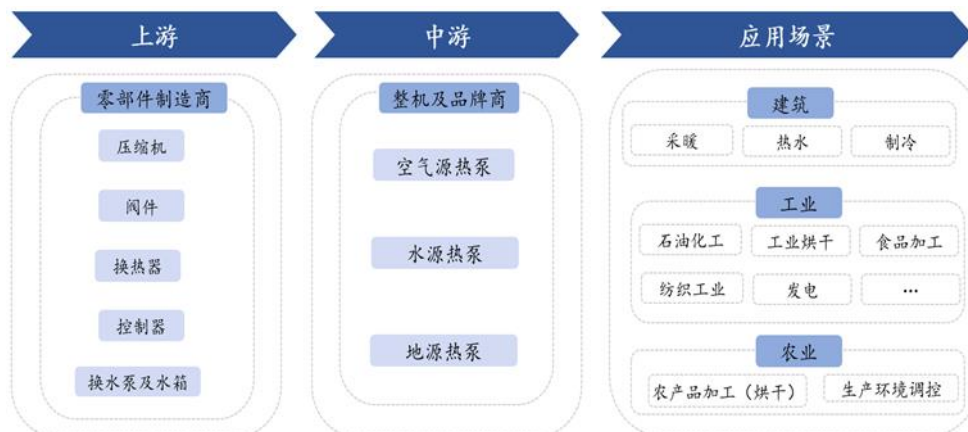 上游
中游
应用场景
零部件制造商
压缩机
阀件
换热器
控制器
换水泵及水箱
整机及品牌商
空气源热泵
水源热泵
地源热泵
建筑
采暖
热水
制冷
工业
石油化工
工业烘干
食品加工
纺织工业
发电
…
农业
农产品加工（烘干）
生产环境调控